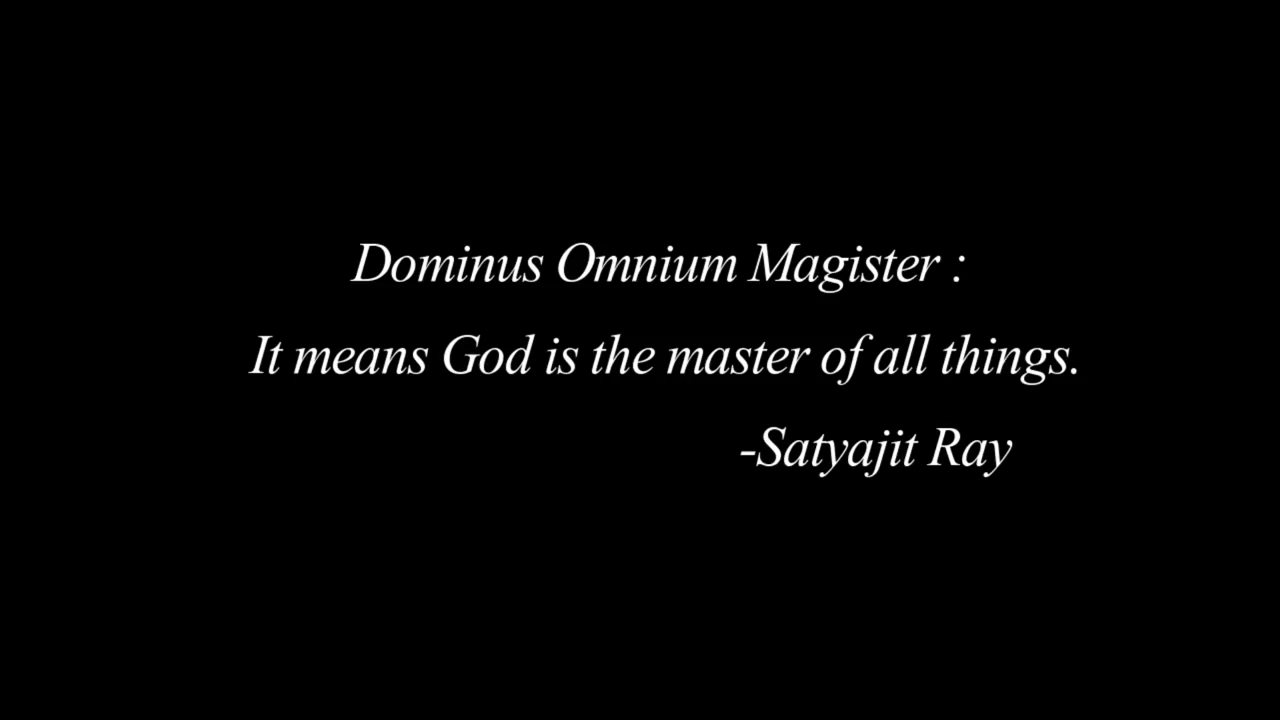 Dominus Omnium Magister :
It means God is the master of all things.
-Satyajit Ray